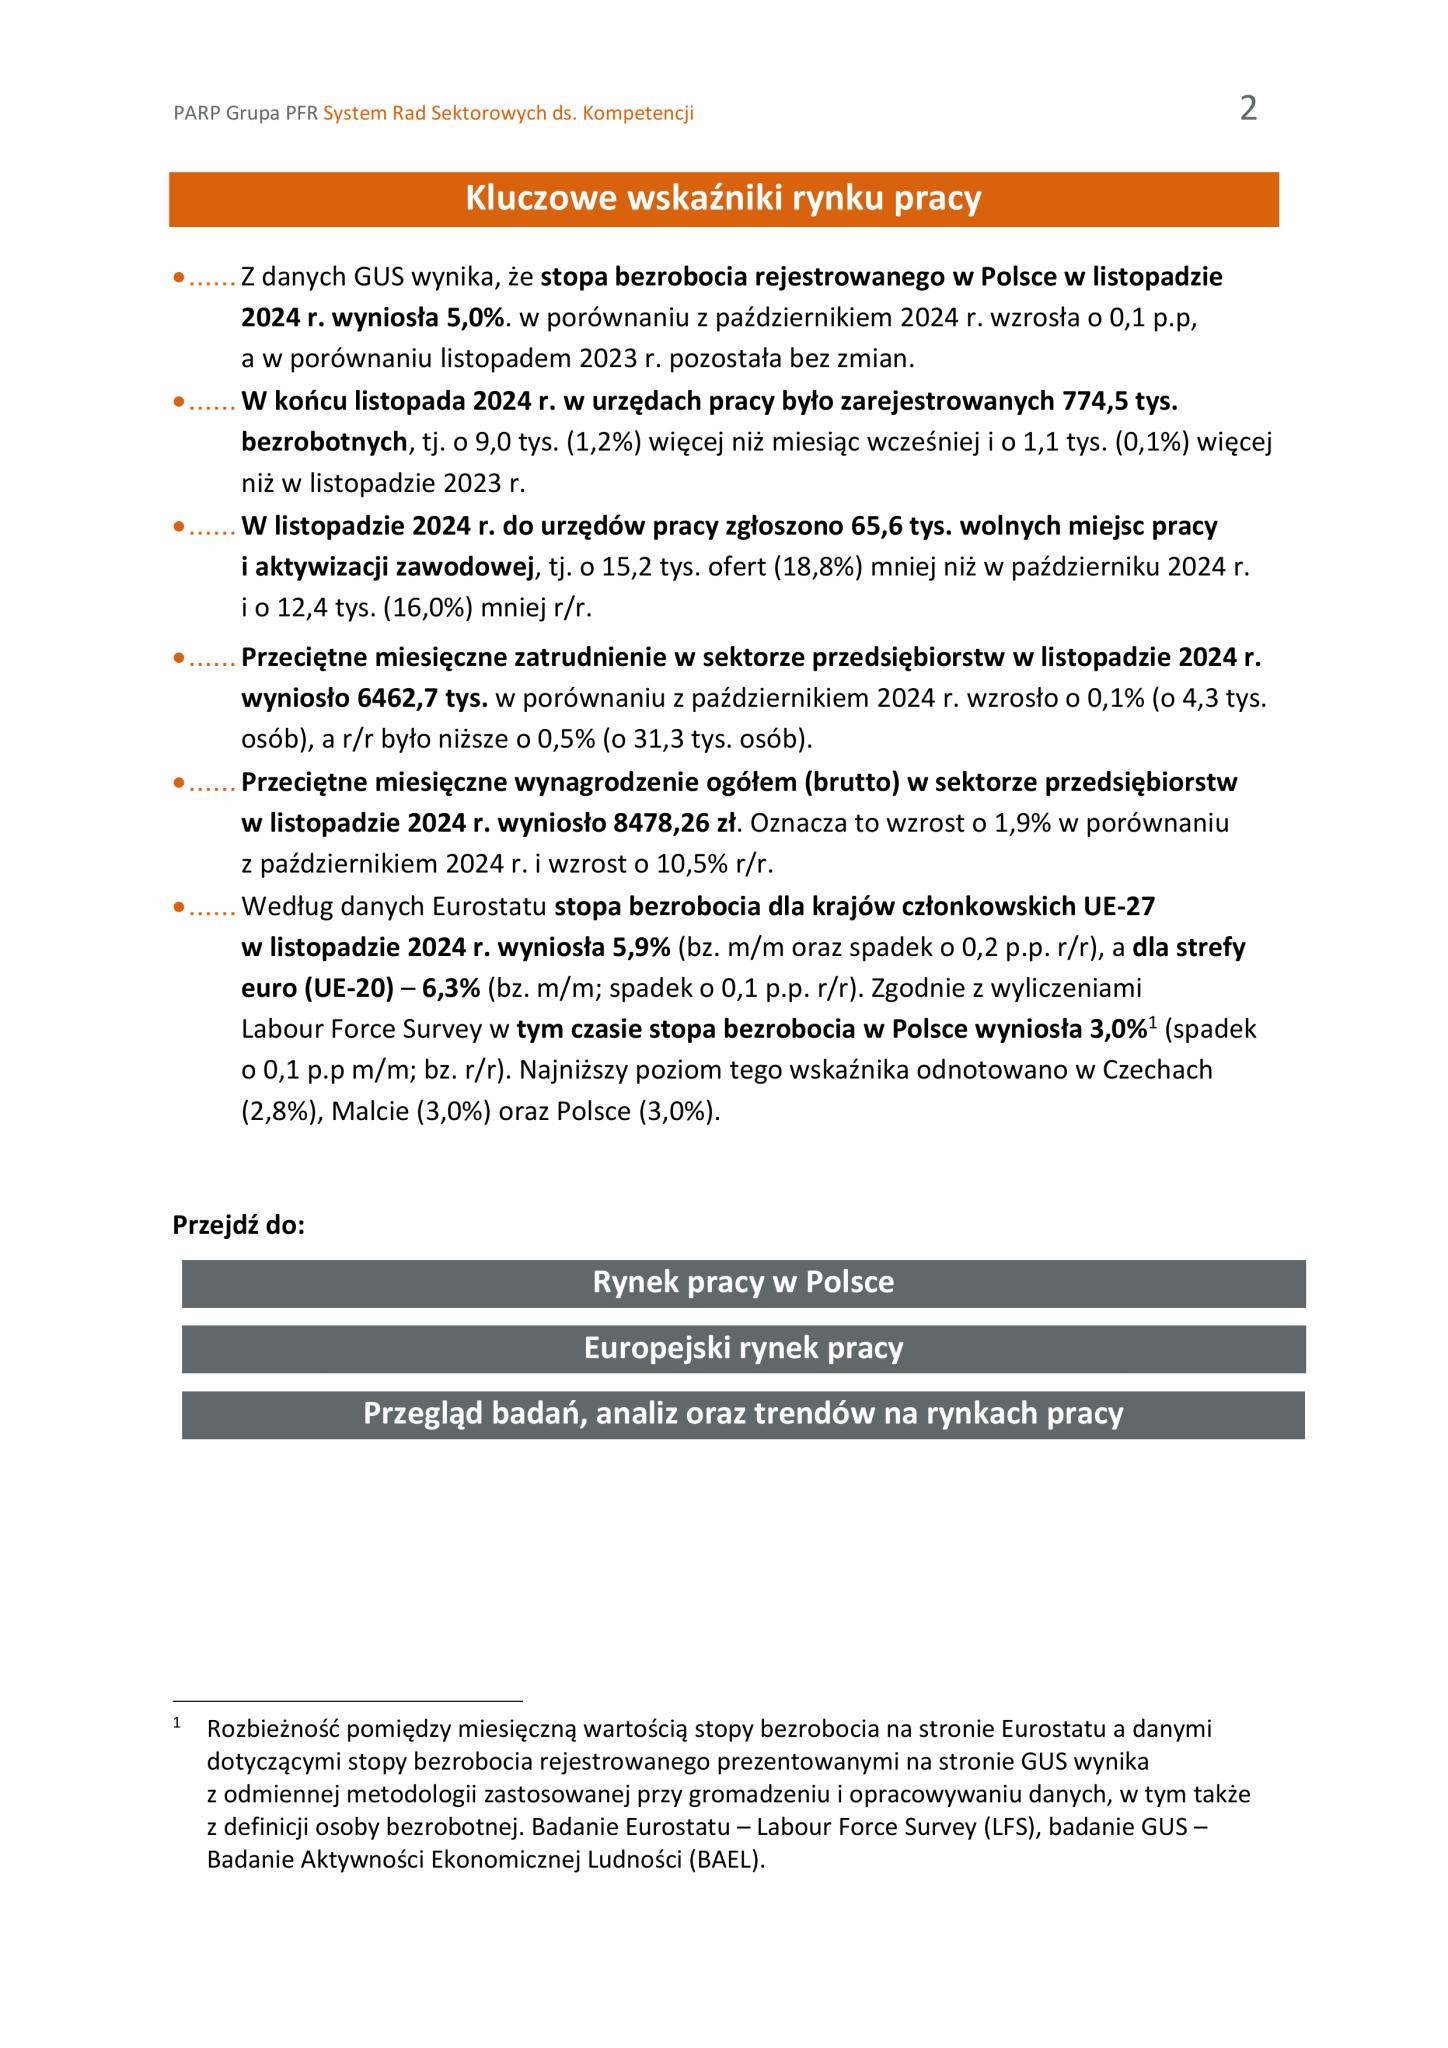 PARP Grupa PFR System Rad Sektorowych ds. Kompetencji
2
Kluczowe wskaźniki rynku pracy
•...... Z danych GUS wynika, że stopa bezrobocia rejestrowanego w Polsce w listopadzie
2024 r. wyniosła 5,0%. w porównaniu z październikiem 2024 r. wzrosła o 0,1 p.p,
a w porównaniu listopadem 2023 r. pozostała bez zmian.
•...... W końcu listopada 2024 r. w urzędach pracy było zarejestrowanych 774,5 tys.
bezrobotnych, tj. o 9,0 tys. (1,2%) więcej niż miesiąc wcześniej i o 1,1 tys. (0,1%) więcej
niż w listopadzie 2023 r.
•...... W listopadzie 2024 r. do urzędów pracy zgłoszono 65,6 tys. wolnych miejsc pracy
i aktywizacji zawodowej, tj. o 15,2 tys. ofert (18,8%) mniej niż w październiku 2024 r.
i o 12,4 tys. (16,0%) mniej r/r.
•...... Przeciętne miesięczne zatrudnienie w sektorze przedsiębiorstw w listopadzie 2024 r.
wyniosło 6462,7 tys. w porównaniu z październikiem 2024 r. wzrosło o 0,1% (o 4,3 tys.
osób), a r/r było niższe o 0,5% (o 31,3 tys. osób).
•...... Przeciętne miesięczne wynagrodzenie ogółem (brutto) w sektorze przedsiębiorstw
w listopadzie 2024 r. wyniosło 8478,26 zł. Oznacza to wzrost o 1,9% w porównaniu
z październikiem 2024 r. i wzrost o 10,5% r/r.
•...... Według danych Eurostatu stopa bezrobocia dla krajów członkowskich UE-27
w listopadzie 2024 r. wyniosła 5,9% (bz. m/m oraz spadek o 0,2 p.p. r/r), a dla strefy
euro (UE-20) – 6,3% (bz. m/m; spadek o 0,1 p.p. r/r). Zgodnie z wyliczeniami
Labour Force Survey w tym czasie stopa bezrobocia w Polsce wyniosła 3,0%¹ (spadek
o 0,1 p.p m/m; bz. r/r). Najniższy poziom tego wskaźnika odnotowano w Czechach
(2,8%), Malcie (3,0%) oraz Polsce (3,0%).
Przejdź do:
Rynek pracy w Polsce
Europejski rynek pracy
Przegląd badań, analiz oraz trendów na rynkach pracy
¹ Rozbieżność pomiędzy miesięczną wartością stopy bezrobocia na stronie Eurostatu a danymi
dotyczącymi stopy bezrobocia rejestrowanego prezentowanymi na stronie GUS wynika
z odmiennej metodologii zastosowanej przy gromadzeniu i opracowywaniu danych, w tym także
z definicji osoby bezrobotnej. Badanie Eurostatu – Labour Force Survey (LFS), badanie GUS –
Badanie Aktywności Ekonomicznej Ludności (BAEL).